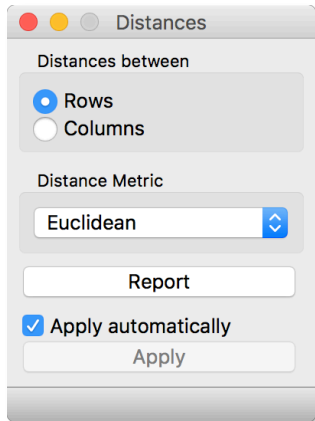 Distances
Distances between
Rows
Columns
Distance Metric
Euclidean
Report
Apply automatically
Apply